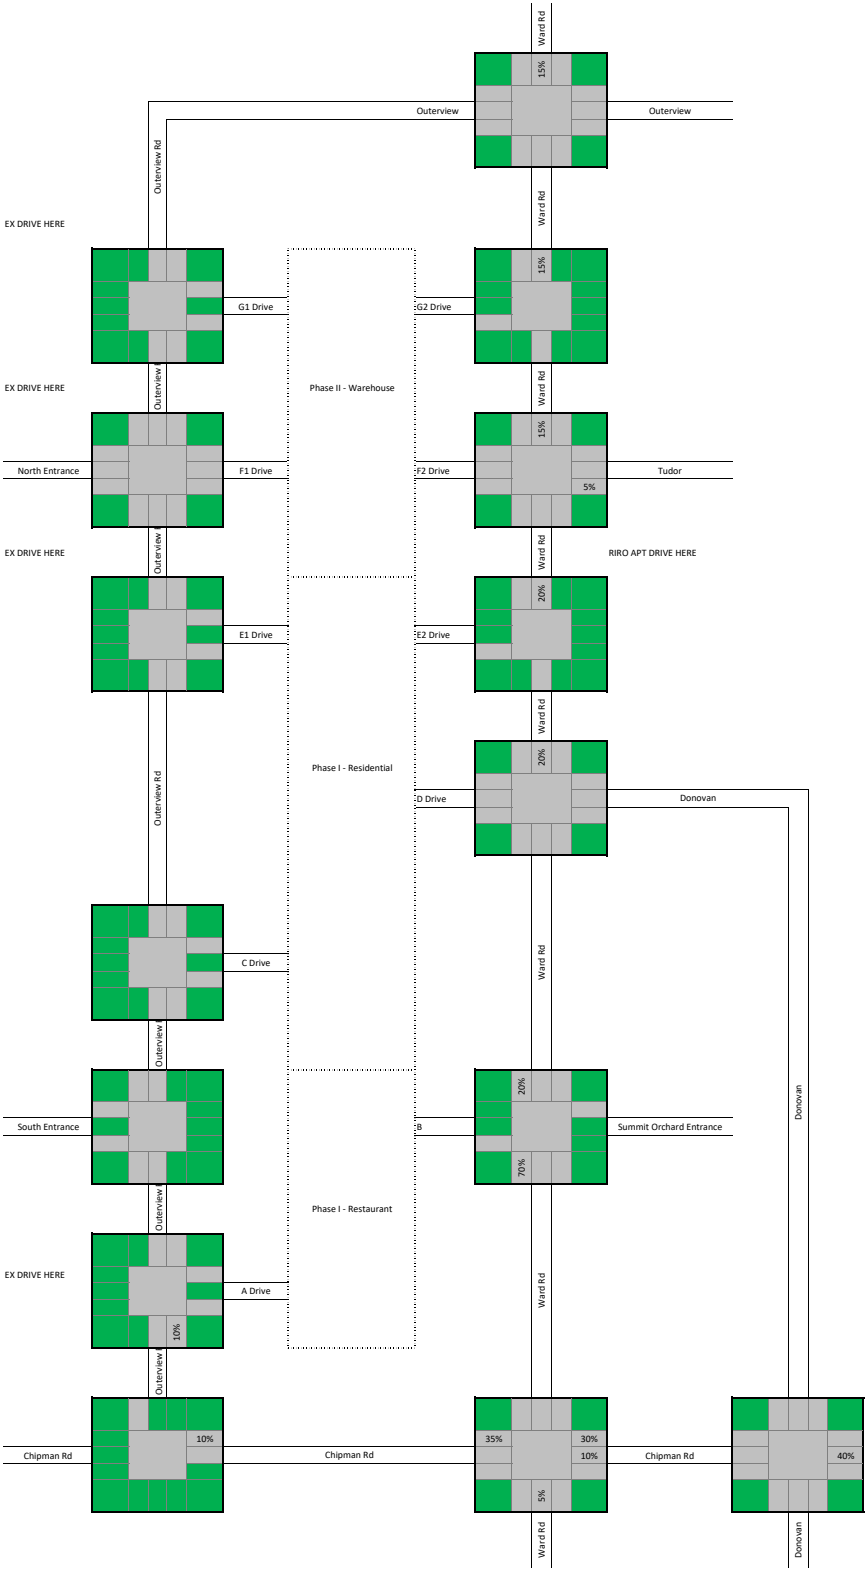 Ward Rd
15%
Outerview
Outerview
Outerview Rd
Ward Rd
EX DRIVE HERE
15%
G1 Drive
G2 Drive
Outerview
Ward Rd
EX DRIVE HERE
Phase II - Warehouse
15%
North Entrance
F1 Drive
F2 Drive
Tudor
5%
Outerview
Ward Rd
EX DRIVE HERE
RIRO APT DRIVE HERE
20%
E1 Drive
E2 Drive
Ward Rd
20%
Outerview Rd
Phase I - Residential
D Drive
Donovan
Ward Rd
C Drive
Outerview
20%
Donovan
South Entrance
B
Summit Orchard Entrance
70%
Outerview
Phase I - Restaurant
EX DRIVE HERE
A Drive
Ward Rd
10%
Outerview
10%
35%
30%
Chipman Rd
Chipman Rd
10%
Chipman Rd
40%
5%
Ward Rd
Donovan